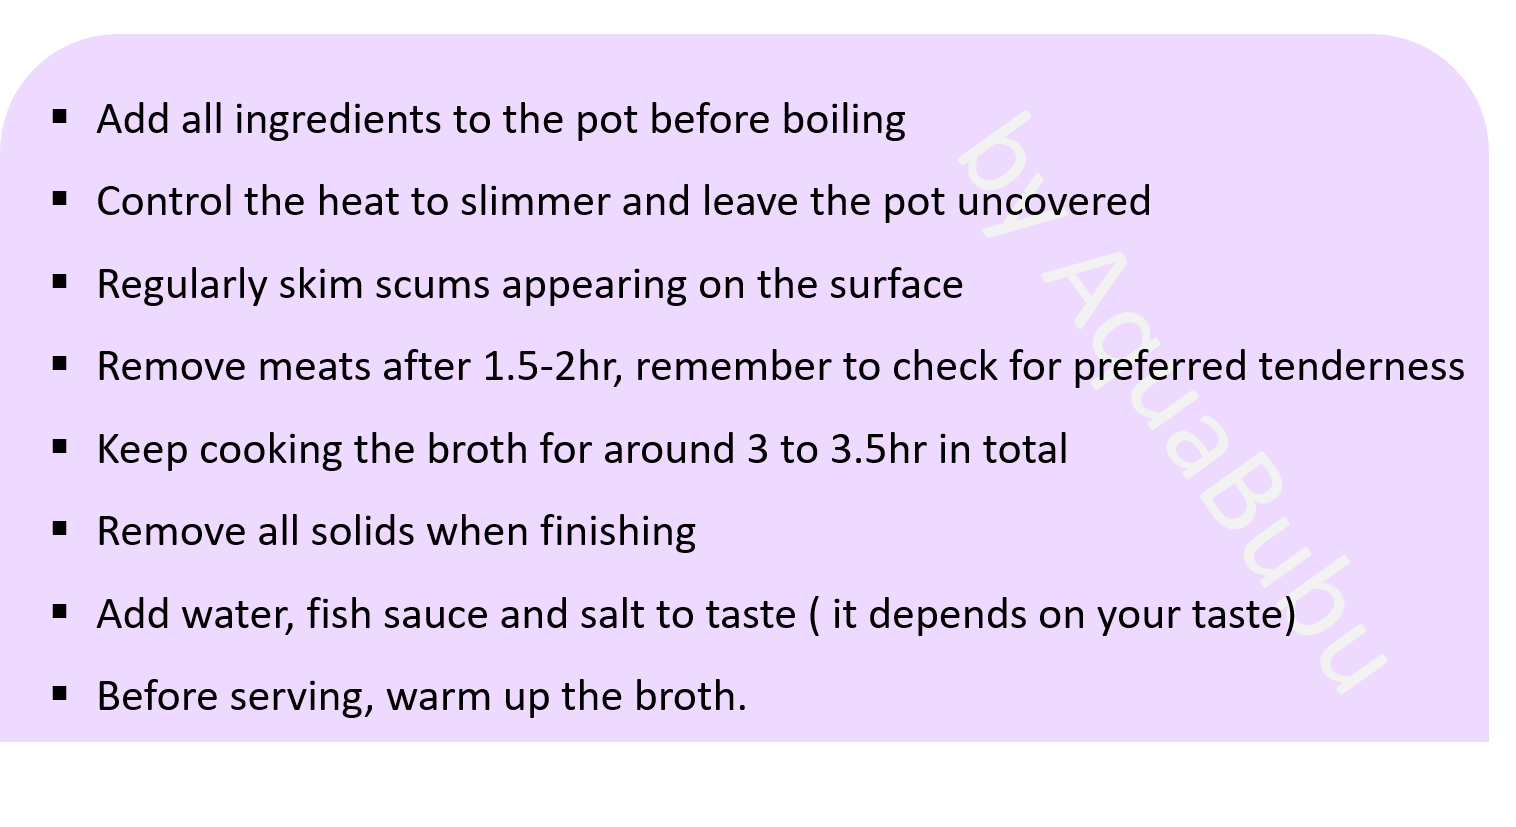 ▪ Add all ingredients to the pot before boiling
▪ Control the heat to slimmer and leave the pot uncovered
▪ Regularly skim scums appearing on the surface
▪ Remove meats after 1.5-2hr, remember to check for preferred tenderness
▪ Keep cooking the broth for around 3 to 3.5hr in total
▪ Remove all solids when finishing
▪ Add water, fish sauce and salt to taste ( it depends on your taste)
▪ Before serving, warm up the broth.
by AquaBubu